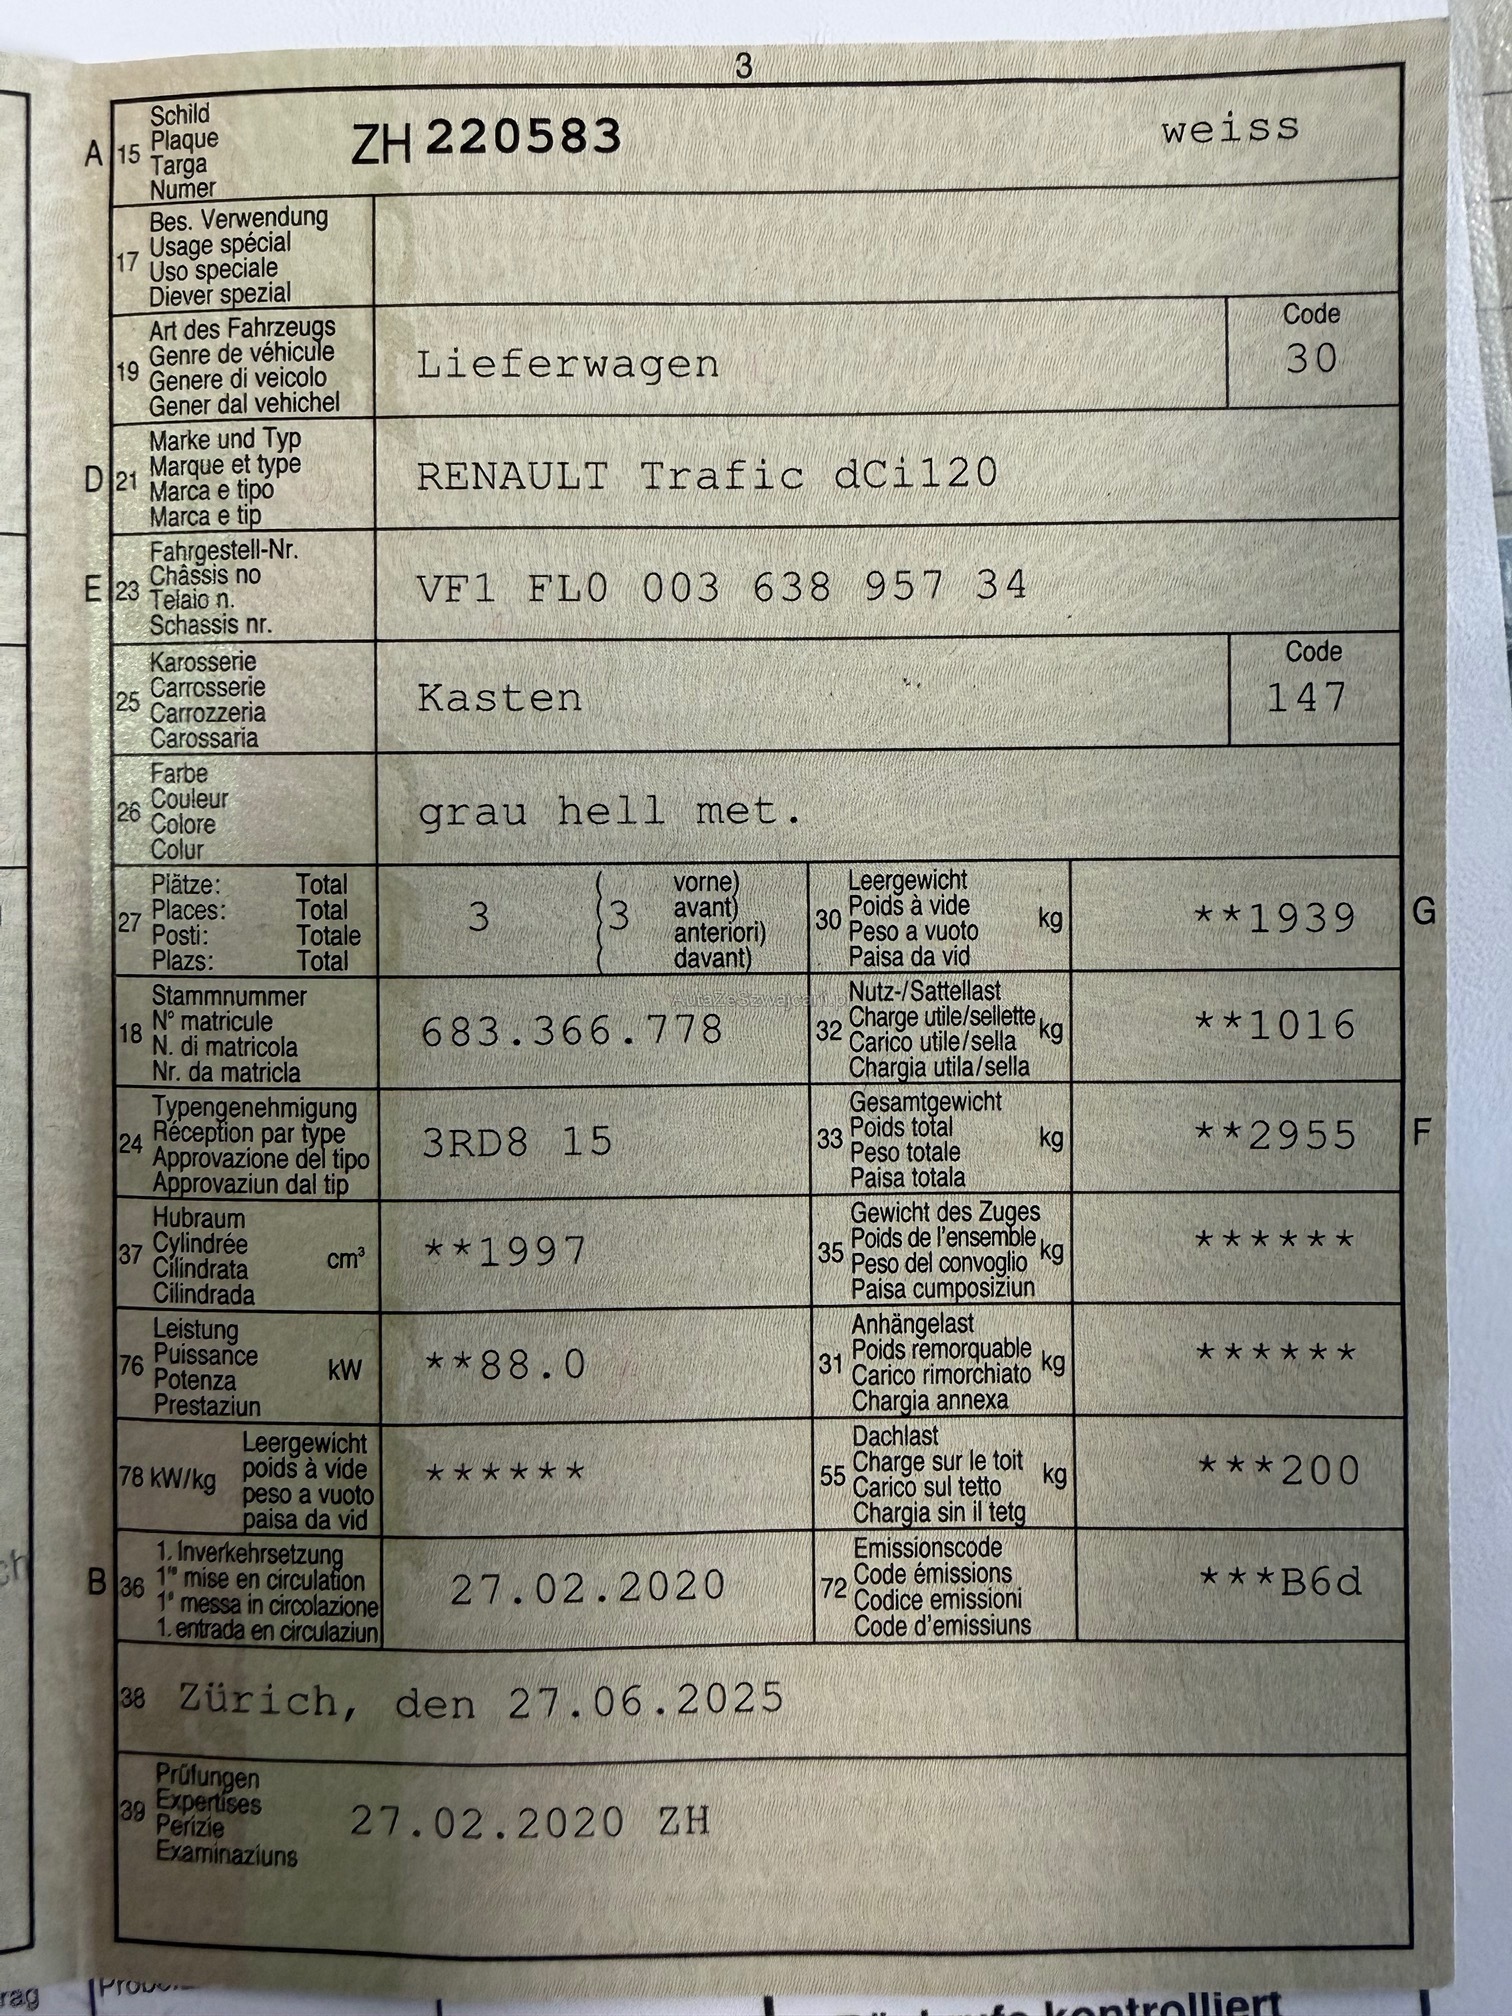 3
A 15 Schild
Plaque
Targa
Numer
ZH 220583 weiss
17 Bes. Verwendung
Usage spécial
Uso speciale
Diever spezial
19 Art des Fahrzeugs
Genre de véhicule
Genere di veicolo
Gener dal vehichel
Lieferwagen
Code
30
D 21 Marke und Typ
Marque et type
Marca e tipo
Marca e tip
RENAULT Trafic dCi120
E 23 Fahrgestell-Nr.
Châssis no
Telaio n.
Schassis nr.
VF1 FL0 003 638 957 34
25 Karosserie
Carrosserie
Carrozzeria
Carossaria
Kasten
Code
147
26 Farbe
Couleur
Colore
Colur
grau hell met.
27 Plätze: Total
Places: Total
Posti: Totale
Plazs: Total
3 3
vorne)
avant)
anteriori)
davant)
30 Leergewicht
Poids à vide
Peso a vuoto
Paisa da vid
kg **1939 G
18 Stammnummer
N° matricule
N. di matricola
Nr. da matricla
683.366.778
32 Nutz-/Sattellast
Charge utile/sellette
Carico utile/sella
Chargia utila/sella
kg **1016
24 Typengenehmigung
Réception par type
Approvazione del tipo
Approvaziun dal tip
3RD8 15
33 Gesamtgewicht
Poids total
Peso totale
Paisa totala
kg **2955 F
37 Hubraum
Cylindrée
Cilindrata
Cilindrada
cm³ **1997
35 Gewicht des Zuges
Poids de l'ensemble
Peso del convoglio
Paisa cumposiziun
kg ******
76 Leistung
Puissance
Potenza
Prestaziun
kW **88.0
31 Anhängelast
Poids remorquable
Carico rimorchiato
Chargia annexa
kg ******
78 kW/kg Leergewicht
poids à vide
peso a vuoto
paisa da vid
******
55 Dachlast
Charge sur le toit
Carico sul tetto
Chargia sin il tetg
kg ***200
B 36 1. Inverkehrsetzung
1re mise en circulation
1a messa in circolazione
1. entrada en circulaziun
27.02.2020
72 Emissionscode
Code émissions
Codice emissioni
Code d'emissiuns
***B6d
38 Zürich, den 27.06.2025
39 Prüfungen
Expertises
Perizie
Examinaziuns
27.02.2020 ZH
kontrolliert